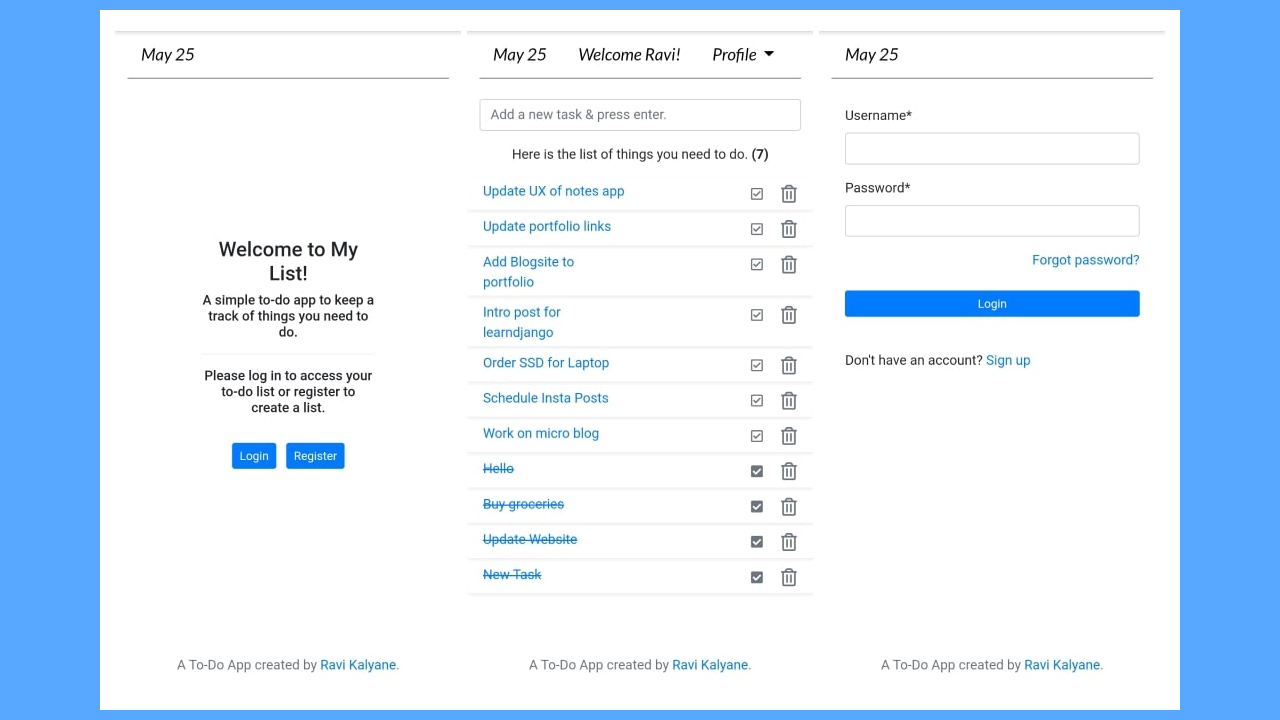 May 25
Welcome to My
List!
A simple to-do app to keep a
track of things you need to
do.
Please log in to access your
to-do list or register to
create a list.
Login Register
A To-Do App created by Ravi Kalyane.
May 25 Welcome Ravi! Profile
Add a new task & press enter.
Here is the list of things you need to do. (7)
Update UX of notes app
Update portfolio links
Add Blogsite to
portfolio
Intro post for
learndjango
Order SSD for Laptop
Schedule Insta Posts
Work on micro blog
Hello
Buy groceries
Update Website
New Task
A To-Do App created by Ravi Kalyane.
May 25
Username*
Password*
Forgot password?
Login
Don't have an account? Sign up
A To-Do App created by Ravi Kalyane.